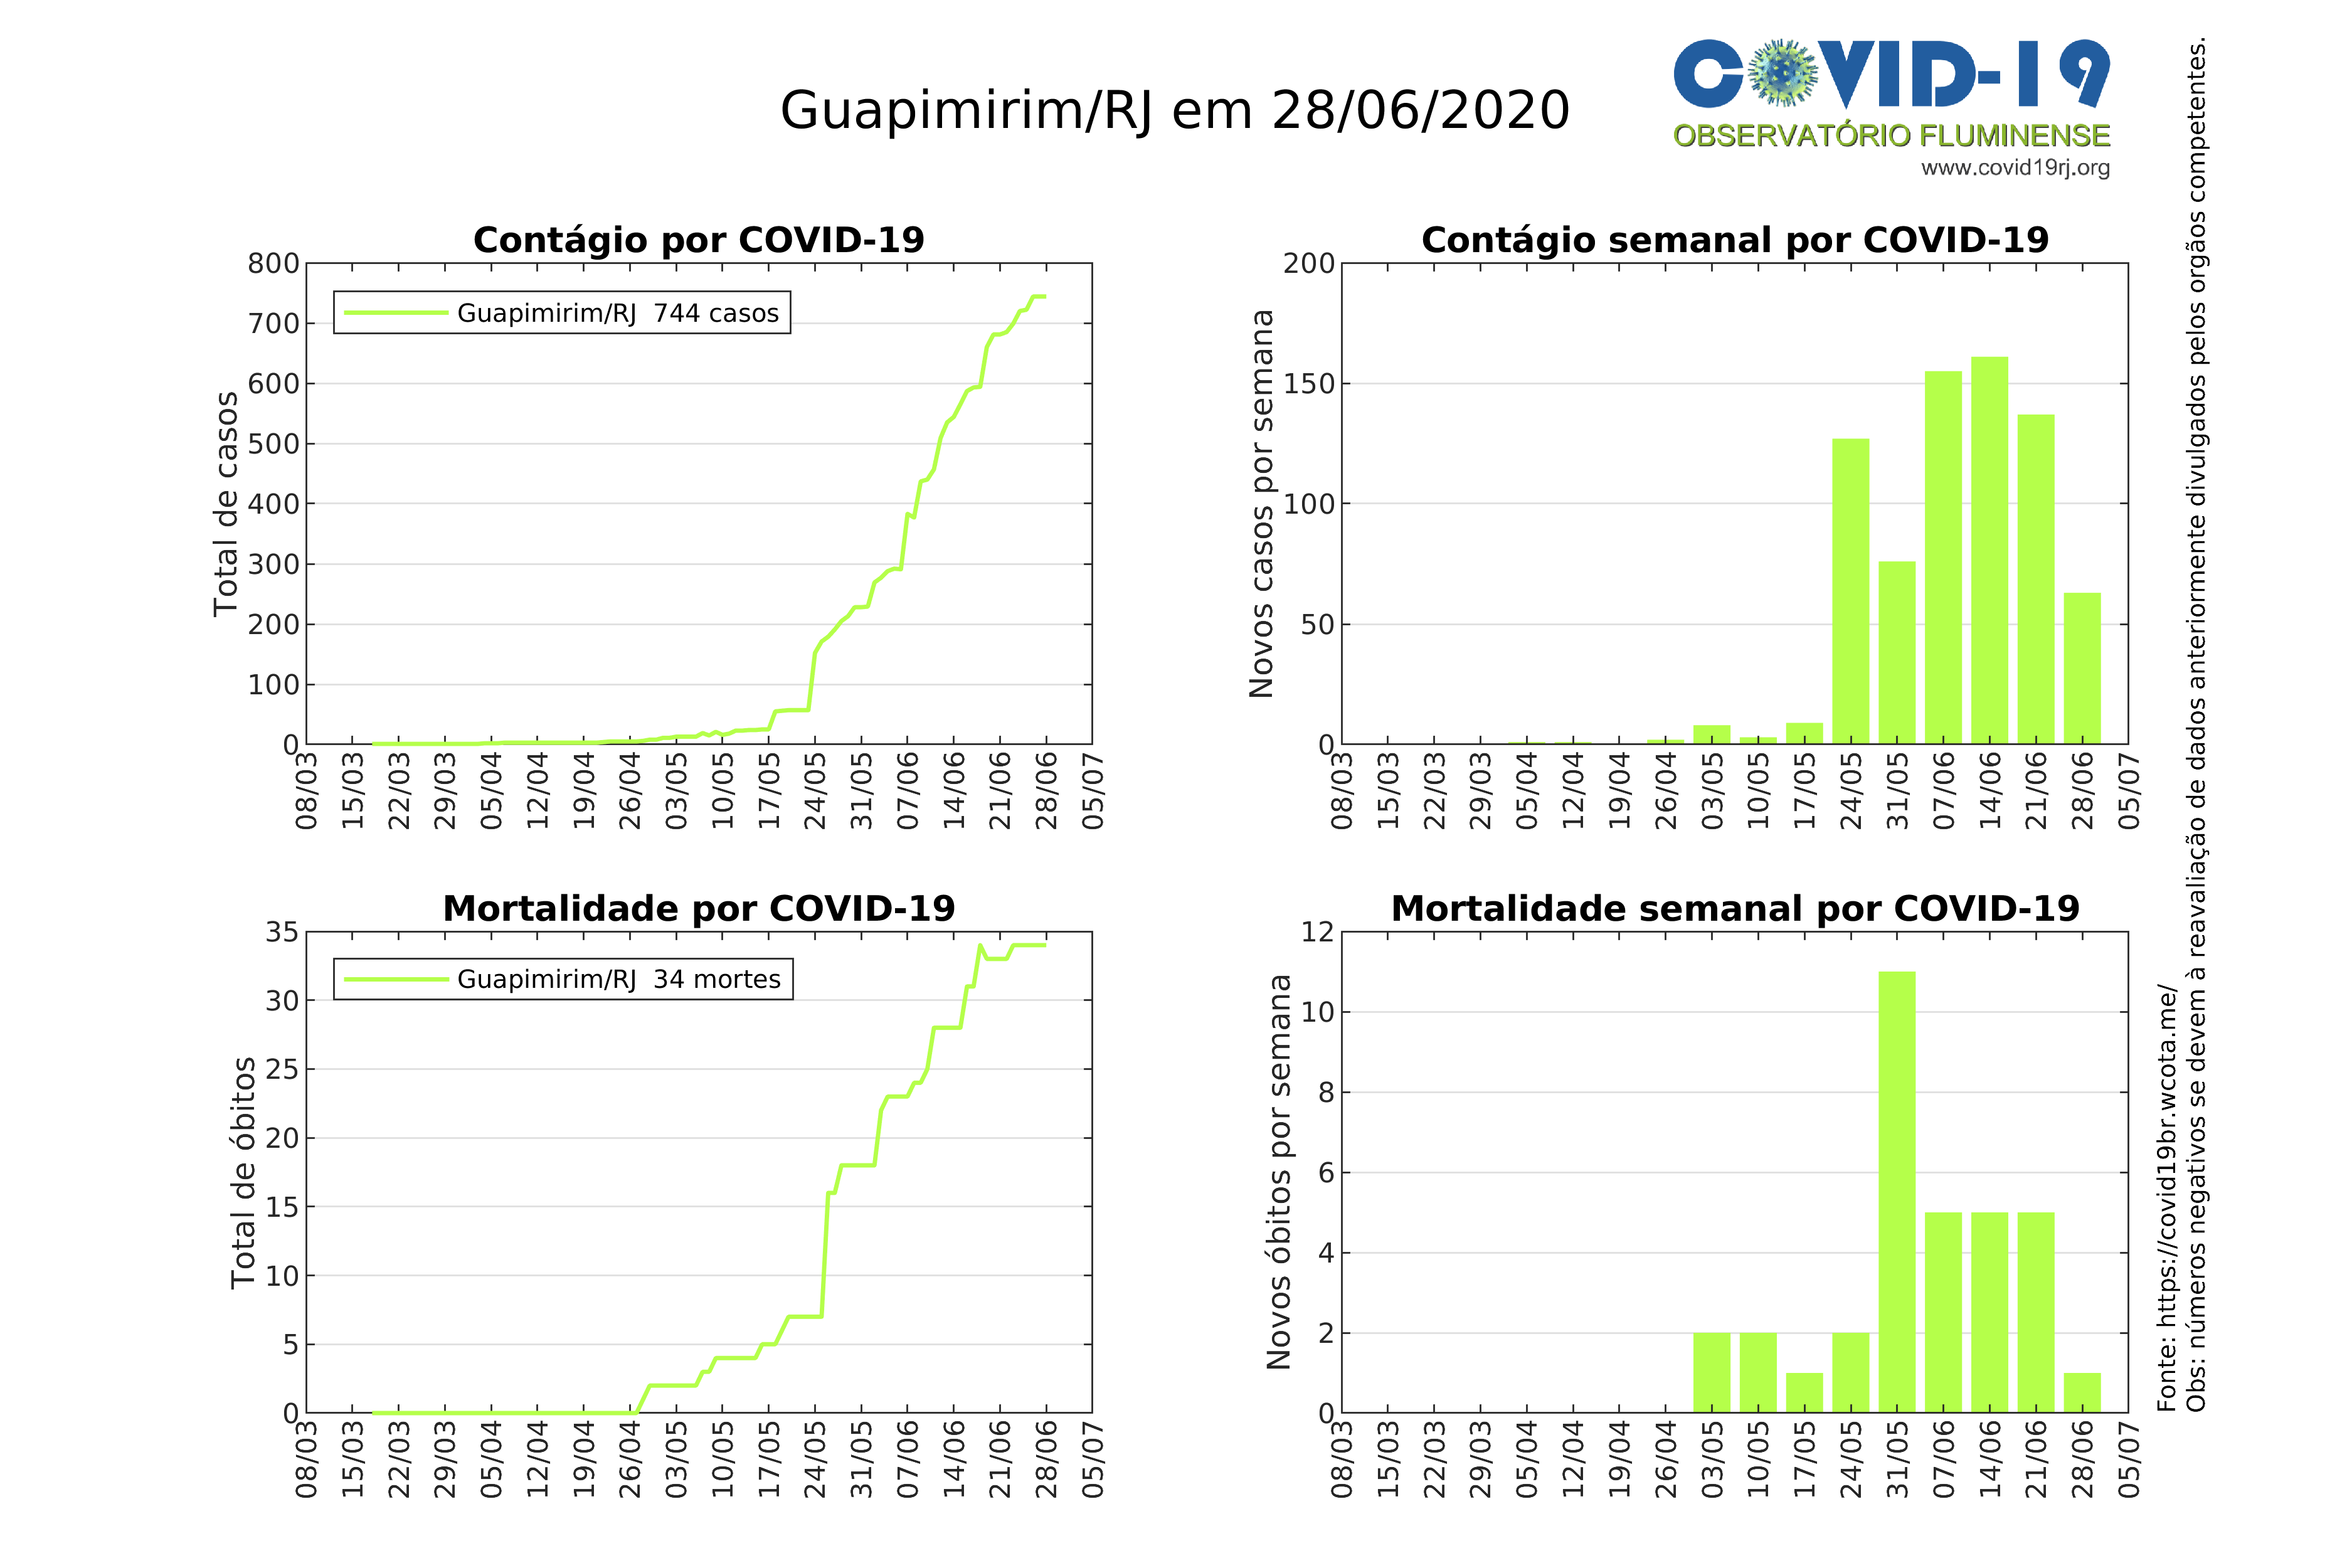 Guapimirim/RJ em 28/06/2020
COVID-19
OBSERVATÓRIO FLUMINENSE
www.covid19rj.org
Contágio por COVID-19
Total de casos
800
700
600
500
400
300
200
100
0
Guapimirim/RJ 744 casos
08/03 15/03 22/03 29/03 05/04 12/04 19/04 26/04 03/05 10/05 17/05 24/05 31/05 07/06 14/06 21/06 28/06 05/07
Contágio semanal por COVID-19
Novos casos por semana
200
150
100
50
0
08/03 15/03 22/03 29/03 05/04 12/04 19/04 26/04 03/05 10/05 17/05 24/05 31/05 07/06 14/06 21/06 28/06 05/07
Mortalidade por COVID-19
Total de óbitos
35
30
25
20
15
10
5
0
Guapimirim/RJ 34 mortes
08/03 15/03 22/03 29/03 05/04 12/04 19/04 26/04 03/05 10/05 17/05 24/05 31/05 07/06 14/06 21/06 28/06 05/07
Mortalidade semanal por COVID-19
Novos óbitos por semana
12
10
8
6
4
2
0
08/03 15/03 22/03 29/03 05/04 12/04 19/04 26/04 03/05 10/05 17/05 24/05 31/05 07/06 14/06 21/06 28/06 05/07
Fonte: https://covid19br.wcota.me/
Obs: números negativos se devem à reavaliação de dados anteriormente divulgados pelos orgãos competentes.